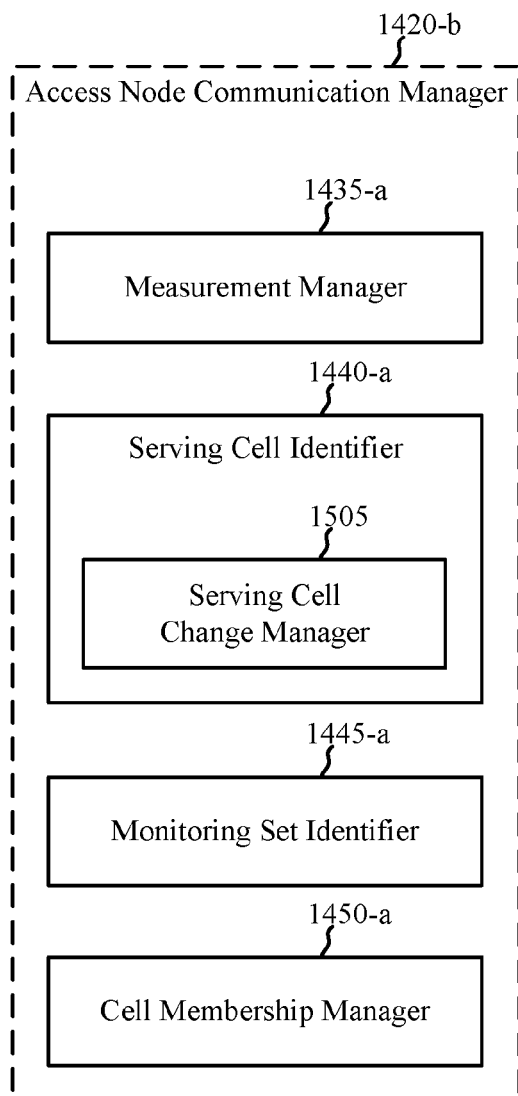 1420-b
Access Node Communication Manager
1435-a
Measurement Manager
1440-a
Serving Cell Identifier
1505
Serving Cell
Change Manager
1445-a
Monitoring Set Identifier
1450-a
Cell Membership Manager